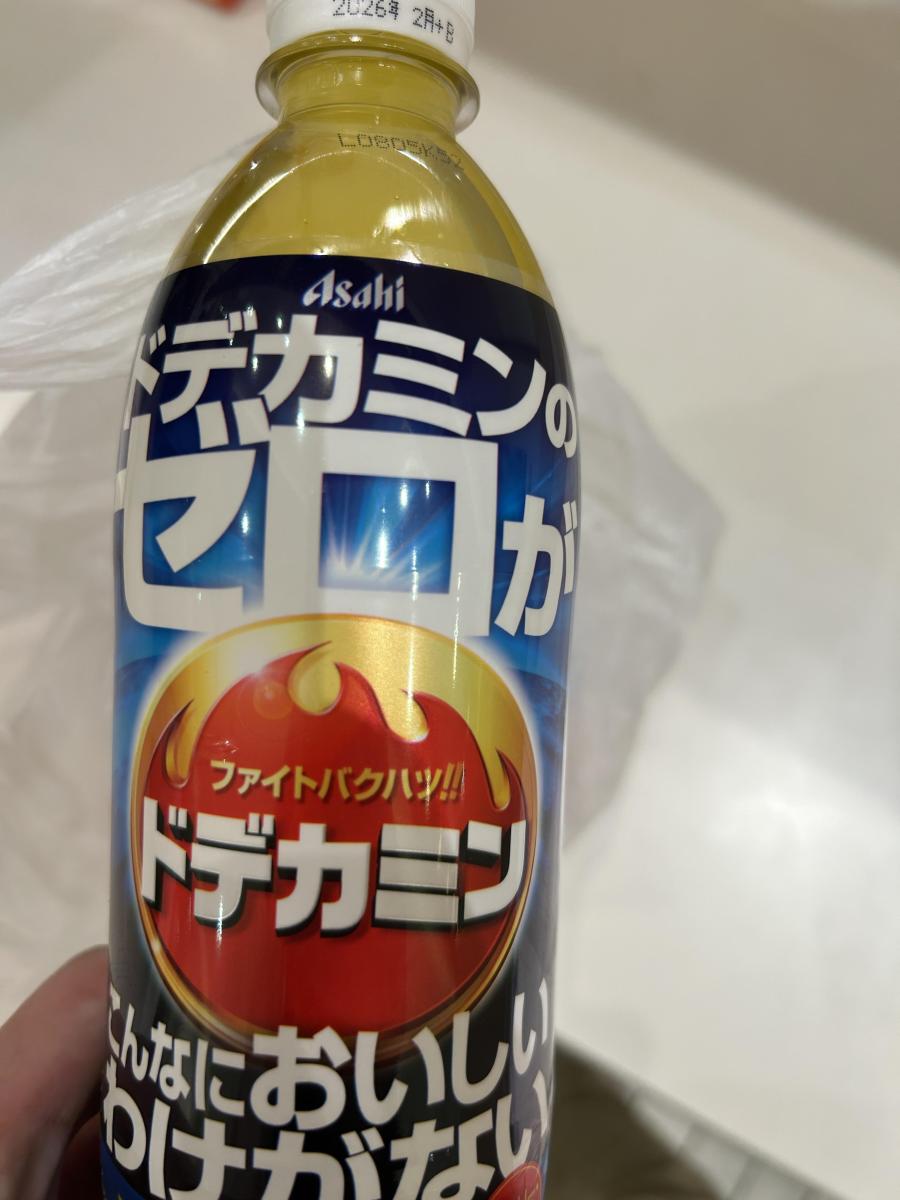 2026年 2月
L0805K52
Asahi
ドデカミンの
ゼロが
ファイトバクハツ!!
ドデカミン
こんなにおいしい
わけがない